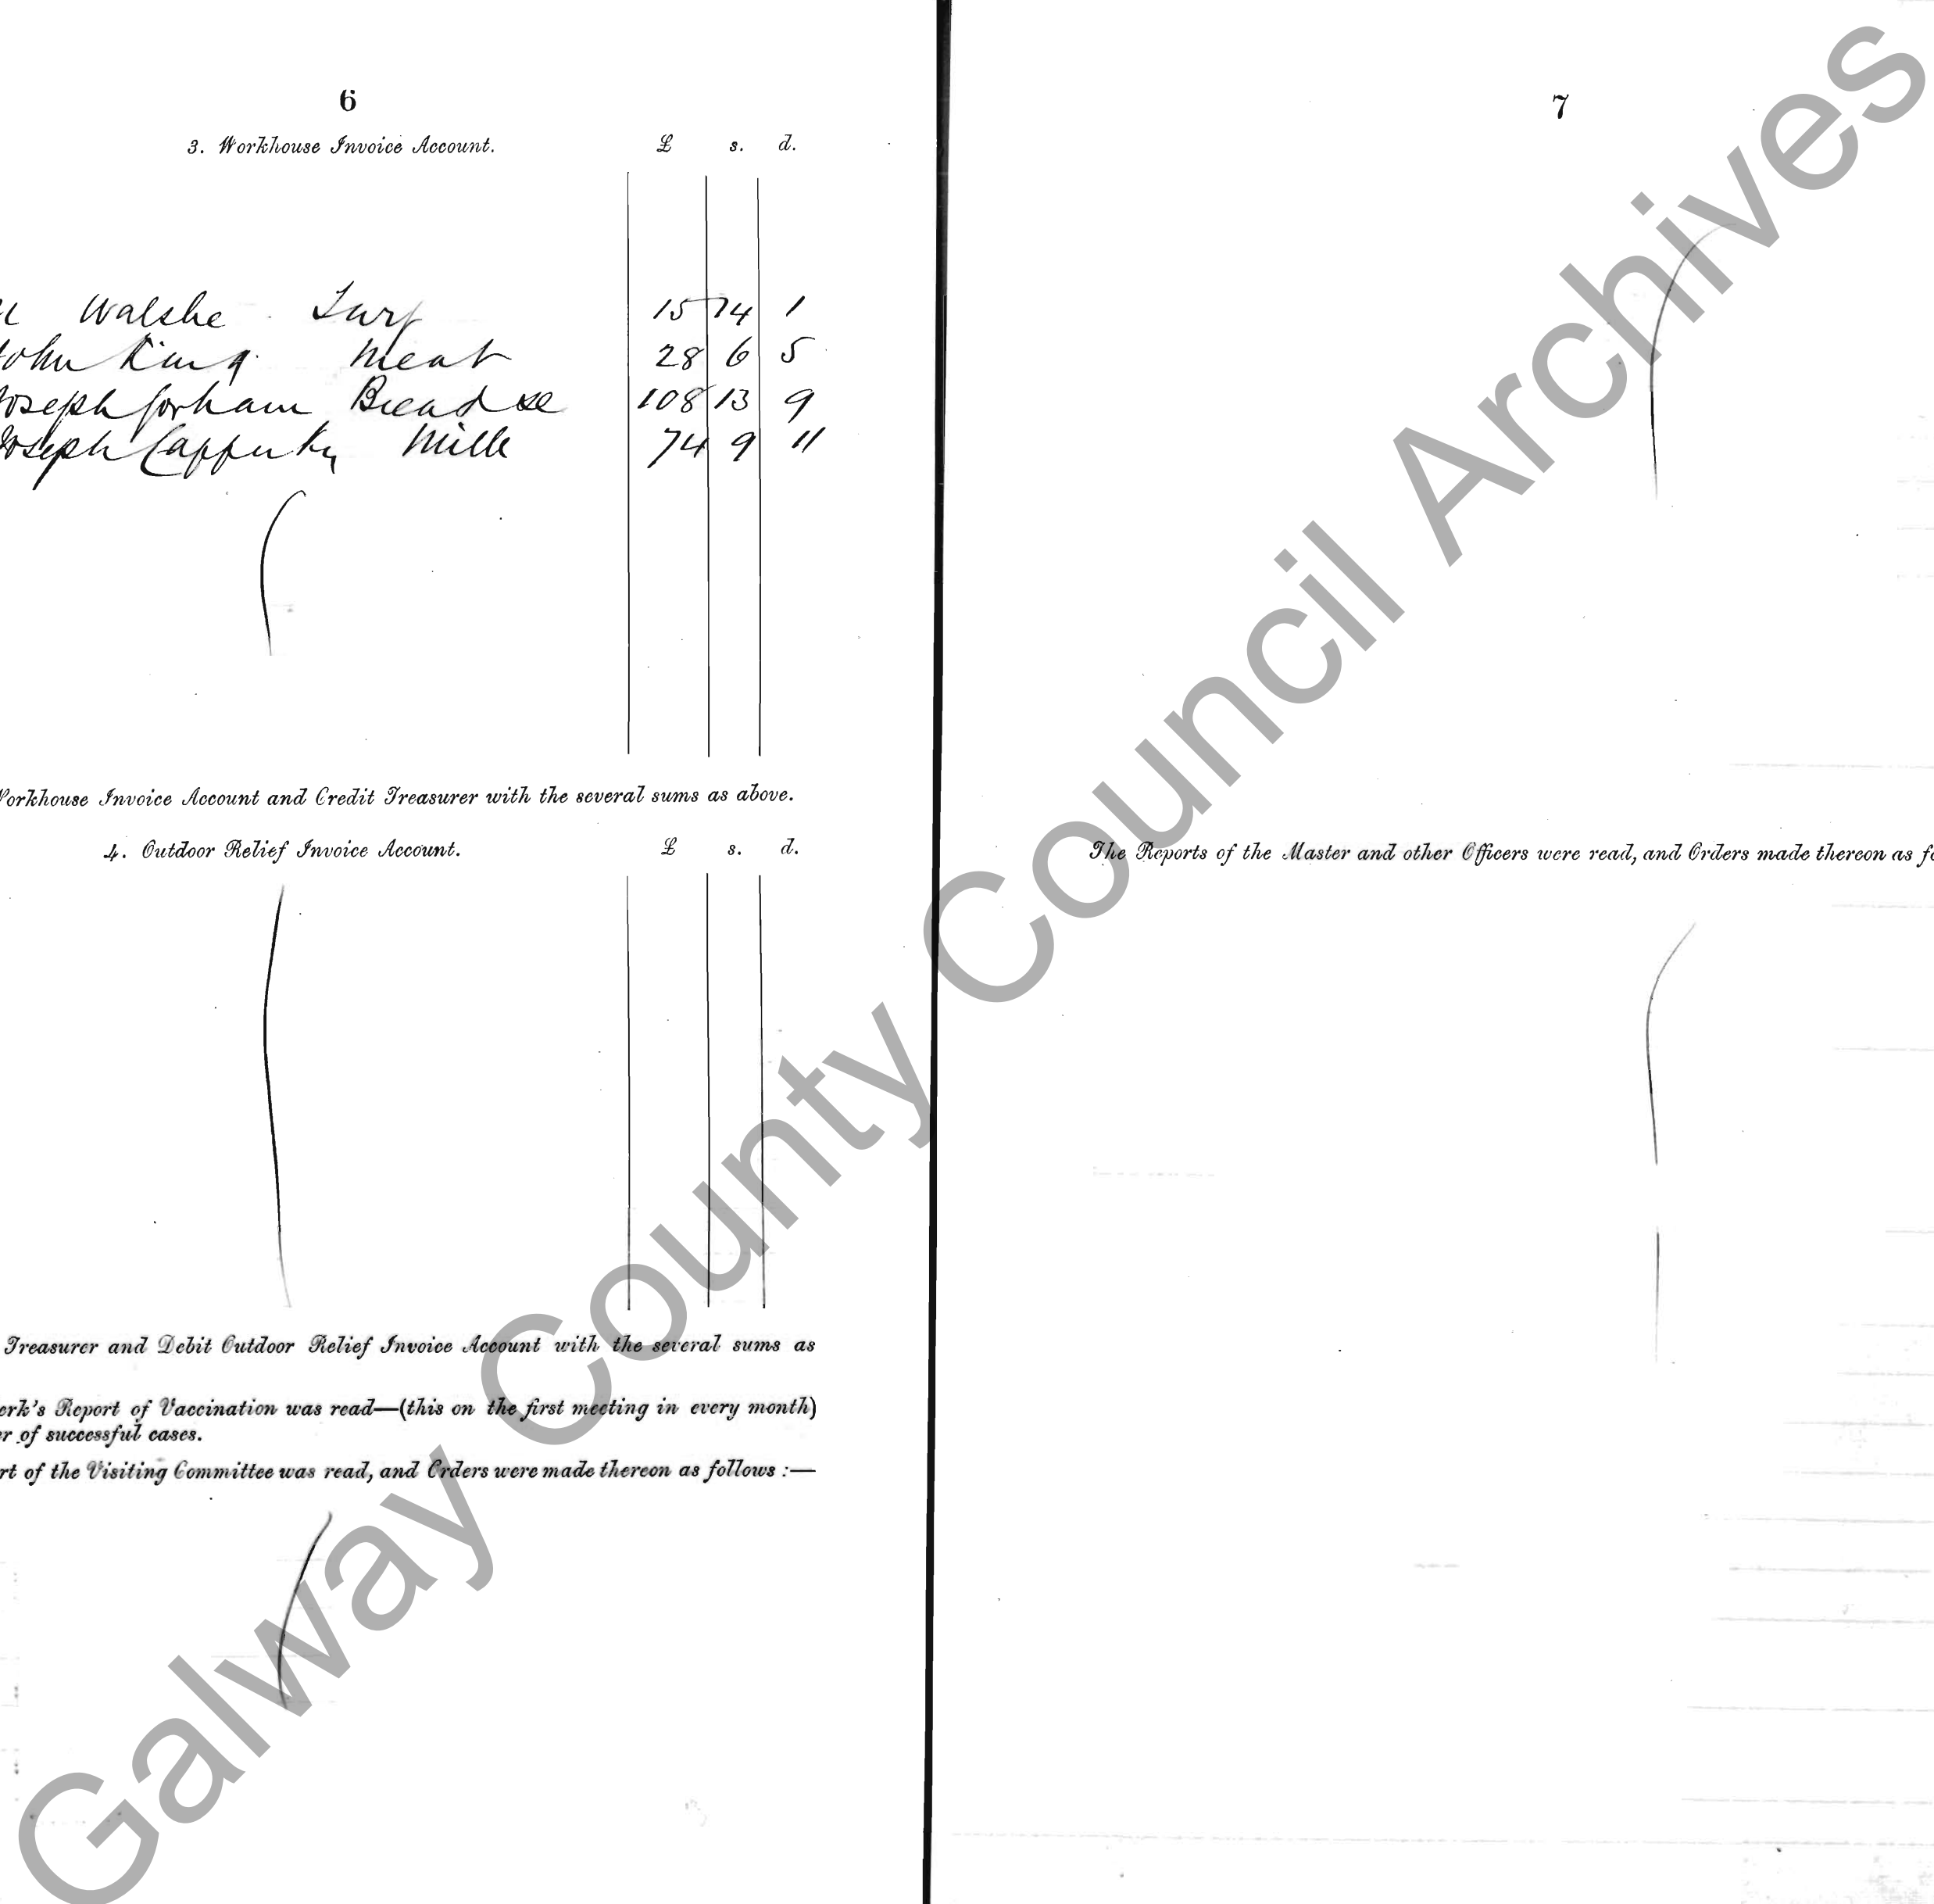 6
3. Workhouse Invoice Account. £ s. d.
Walshe Turf 15 14 1
John King Meat 28 6 5
Joseph Gorham Bread &c 108 13 9
Joseph Cafferky Milk 74 9 11
Workhouse Invoice Account and Credit Treasurer with the several sums as above.
4. Outdoor Relief Invoice Account. £ s. d.
Treasurer and Debit Outdoor Relief Invoice Account with the several sums as
erk's Report of Vaccination was read—(this on the first meeting in every month)
r of successful cases.
rt of the Visiting Committee was read, and Orders were made thereon as follows :—
7
The Reports of the Master and other Officers were read, and Orders made thereon as fo
Galway County Council Archives